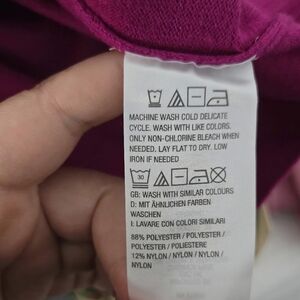 MACHINE WASH COLD DELICATE
CYCLE. WASH WITH LIKE COLORS.
ONLY NON-CHLORINE BLEACH WHEN
NEEDED. LAY FLAT TO DRY. LOW
IRON IF NEEDED
30
GB: WASH WITH SIMILAR COLOURS
D: MIT ÄHNLICHEN FARBEN
WASCHEN
I: LAVARE CON COLORI SIMILARI
88% POLYESTER / POLYESTER /
POLYESTER / POLIESTERE
12% NYLON / NYLON / NYLON /
NYLON